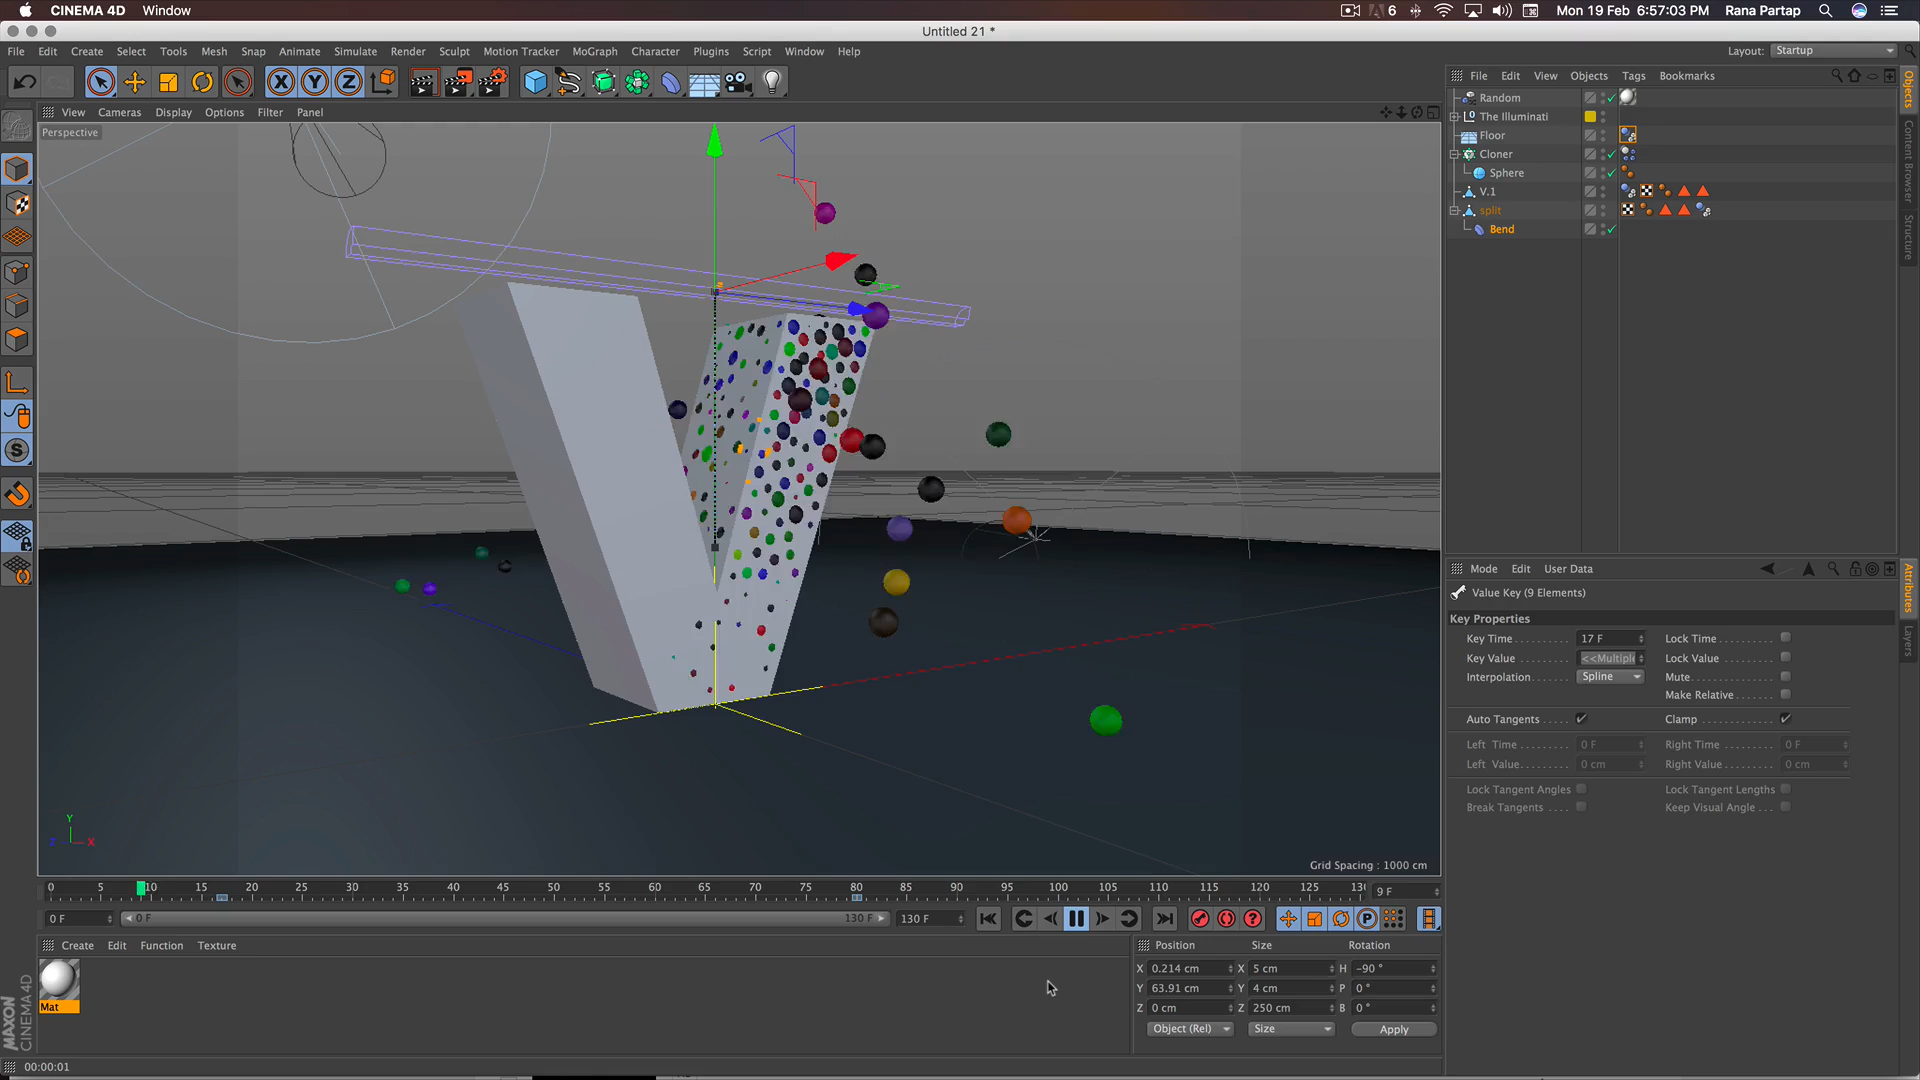 CINEMA 4D Window
6 Mon 19 Feb 6:57:03 PM Rana Partap
Untitled 21 *
File Edit Create Select Tools Mesh Snap Animate Simulate Render Sculpt Motion Tracker MoGraph Character Plugins Script Window Help
Layout: Startup
X Y Z
File Edit View Objects Tags Bookmarks
View Cameras Display Options Filter Panel
Perspective
Random
The Illuminati
Floor
Cloner
Sphere
V.1
split
Bend
Objects
Content Browser
Structure
Mode Edit User Data
Value Key (9 Elements)
Key Properties
Key Time 17 F Lock Time
Key Value <<Multiple Lock Value
Interpolation Spline Mute
Make Relative
Auto Tangents Clamp
Left Time 0 F Right Time 0 F
Left Value 0 cm Right Value 0 cm
Lock Tangent Angles Lock Tangent Lengths
Break Tangents Keep Visual Angle
Attributes
Layers
Y
Z X
Grid Spacing : 1000 cm
0 5 10 15 20 25 30 35 40 45 50 55 60 65 70 75 80 85 90 95 100 105 110 115 120 125 130 9 F
0 F 0 F 130 F 130 F
Create Edit Function Texture
Mat
MAXON
CINEMA 4D
Position Size Rotation
X 0.214 cm X 5 cm H -90 °
Y 63.91 cm Y 4 cm P 0 °
Z 0 cm Z 250 cm B 0 °
Object (Rel) Size Apply
00:00:01